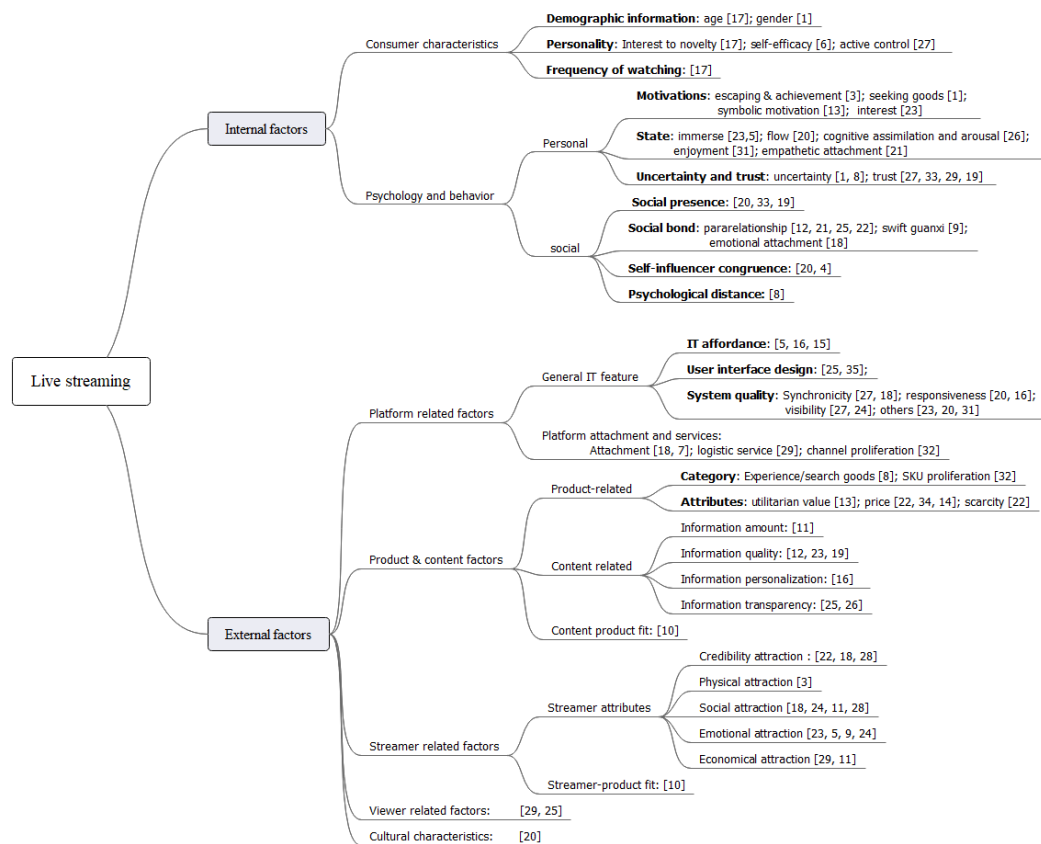 Live streaming
Internal factors
Consumer characteristics
Demographic information: age [17]; gender [1]
Personality: Interest to novelty [17]; self-efficacy [6]; active control [27]
Frequency of watching: [17]
Psychology and behavior
Personal
Motivations: escaping & achievement [3]; seeking goods [1];
symbolic motivation [13]; interest [23]
State: immerse [23,5]; flow [20]; cognitive assimilation and arousal [26];
enjoyment [31]; empathetic attachment [21]
Uncertainty and trust: uncertainty [1, 8]; trust [27, 33, 29, 19]
social
Social presence: [20, 33, 19]
Social bond: pararelationship [12, 21, 25, 22]; swift guanxi [9];
emotional attachment [18]
Self-influencer congruence: [20, 4]
Psychological distance: [8]
External factors
Platform related factors
General IT feature
IT affordance: [5, 16, 15]
User interface design: [25, 35];
System quality: Synchronicity [27, 18]; responsiveness [20, 16];
visibility [27, 24]; others [23, 20, 31]
Platform attachment and services:
Attachment [18, 7]; logistic service [29]; channel proliferation [32]
Product & content factors
Product-related
Category: Experience/search goods [8]; SKU proliferation [32]
Attributes: utilitarian value [13]; price [22, 34, 14]; scarcity [22]
Content related
Information amount: [11]
Information quality: [12, 23, 19]
Information personalization: [16]
Information transparency: [25, 26]
Content product fit: [10]
Streamer related factors
Streamer attributes
Credibility attraction : [22, 18, 28]
Physical attraction [3]
Social attraction [18, 24, 11, 28]
Emotional attraction [23, 5, 9, 24]
Economical attraction [29, 11]
Streamer-product fit: [10]
Viewer related factors: [29, 25]
Cultural characteristics: [20]